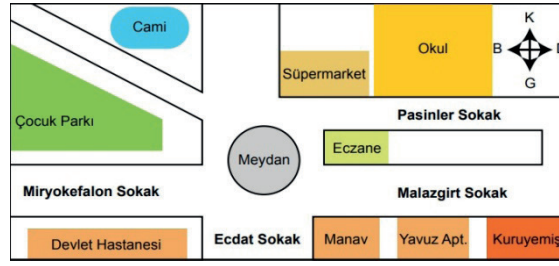 Cami
Süpermarket
Okul
K
B
D
G
Çocuk Parkı
Pasinler Sokak
Meydan
Eczane
Miryokefalon Sokak
Malazgirt Sokak
Devlet Hastanesi
Ecdat Sokak
Manav
Yavuz Apt.
Kuruyemiş